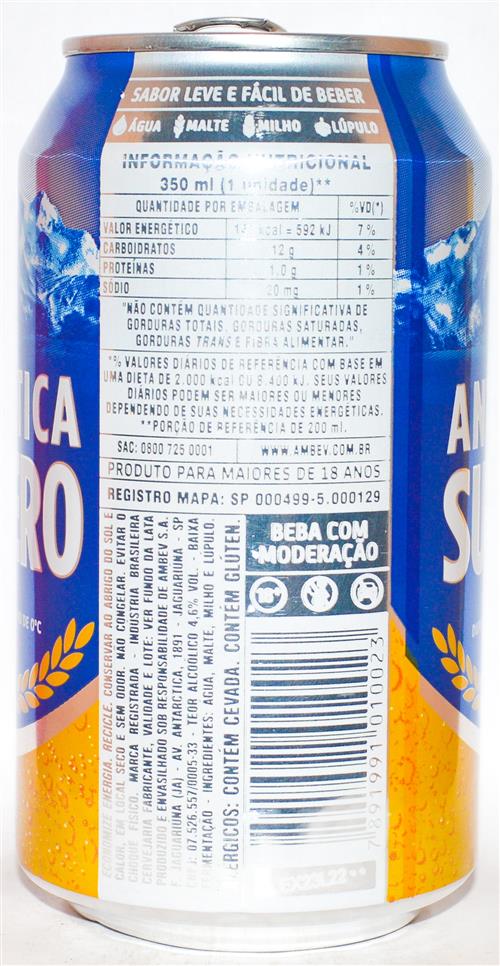 SABOR LEVE E FÁCIL DE BEBER
ÁGUA MALTE MILHO LÚPULO
INFORMAÇÃO NUTRICIONAL
350 ml (1 unidade)**
QUANTIDADE POR EMBALAGEM %VD(*)
VALOR ENERGÉTICO kcal = 592 kJ 7 %
CARBOIDRATOS 12 g 4 %
PROTEÍNAS 1,0 g 1 %
SÓDIO 20 mg 1 %
"NÃO CONTÉM QUANTIDADE SIGNIFICATIVA DE
GORDURAS TOTAIS, GORDURAS SATURADAS,
GORDURAS TRANS E FIBRA ALIMENTAR."
*% VALORES DIÁRIOS DE REFERÊNCIA COM BASE EM
UMA DIETA DE 2.000 kcal OU 8.400 kJ. SEUS VALORES
DIÁRIOS PODEM SER MAIORES OU MENORES
DEPENDENDO DE SUAS NECESSIDADES ENERGÉTICAS.
**PORÇÃO DE REFERÊNCIA DE 200 ml.
SAC: 0800 725 0001 WWW.AMBEV.COM.BR
PRODUTO PARA MAIORES DE 18 ANOS
REGISTRO MAPA: SP 000499-5.000129
BEBA COM
MODERAÇÃO
18+
ECONOMIZE ENERGIA. RECICLE. CONSERVAR AO ABRIGO DO SOL E
CALOR, EM LOCAL SECO E SEM ODOR. NÃO CONGELAR. EVITAR O
CHOQUE FÍSICO. MARCA REGISTRADA - INDÚSTRIA BRASILEIRA
CERVEJARIA FABRICANTE, VALIDADE E LOTE: VER FUNDO DA LATA
PRODUZIDO E ENVASILHADO SOB RESPONSABILIDADE DE AMBEV S.A.
F. JAGUARIÚNA (JA) - AV. ANTARCTICA, 1891 - JAGUARIÚNA - SP
CNPJ: 07.526.557/0005-33 - TEOR ALCOÓLICO 4,6% VOL - BAIXA
FERMENTAÇÃO - INGREDIENTES: ÁGUA, MALTE, MILHO E LÚPULO.
ÉRGICOS: CONTÉM CEVADA. CONTÉM GLÚTEN.
7891991010023
TICA
RO
DE 0°C
AN
SU